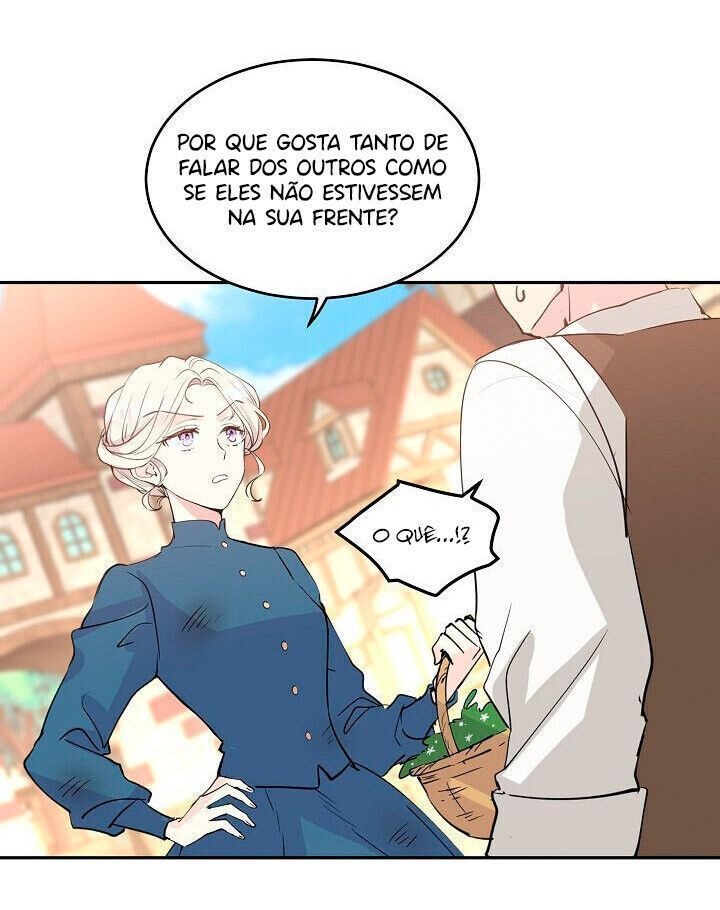 POR QUE GOSTA TANTO DE
FALAR DOS OUTROS COMO
SE ELES NÃO ESTIVESSEM
NA SUA FRENTE?
O QUÊ...!?